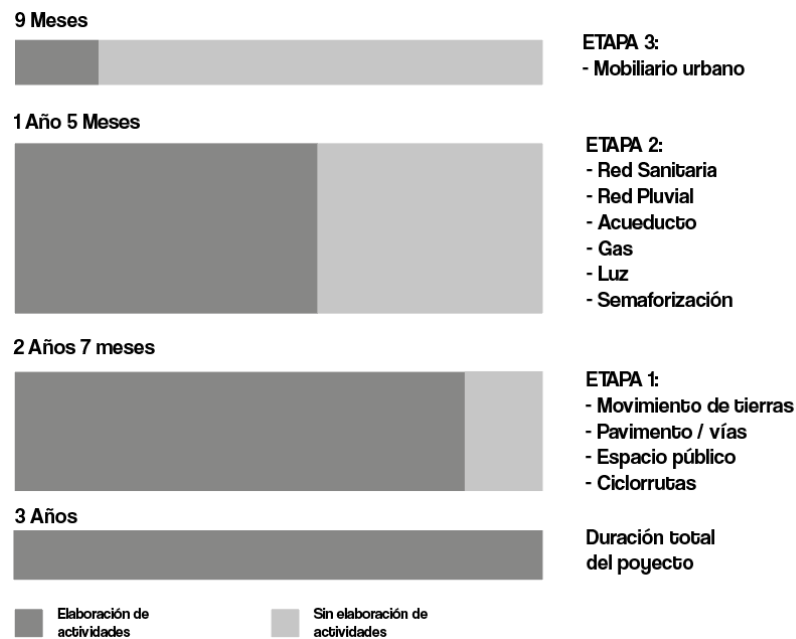 9 Meses
ETAPA 3:
- Mobiliario urbano
1 Año 5 Meses
ETAPA 2:
- Red Sanitaria
- Red Pluvial
- Acueducto
- Gas
- Luz
- Semaforización
2 Años 7 meses
ETAPA 1:
- Movimiento de tierras
- Pavimento / vías
- Espacio público
- Ciclorrutas
3 Años
Duración total
del poyecto
Elaboración de
actividades
Sin elaboración de
actividades